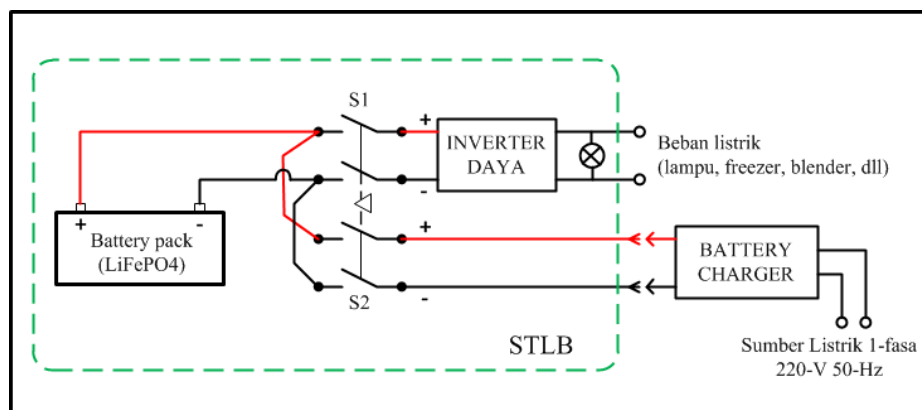 S1
+
INVERTER
DAYA
-
Beban listrik
(lampu, freezer, blender, dll)
+ -
Battery pack
(LiFePO4)
+
BATTERY
CHARGER
-
S2
STLB
Sumber Listrik 1-fasa
220-V 50-Hz